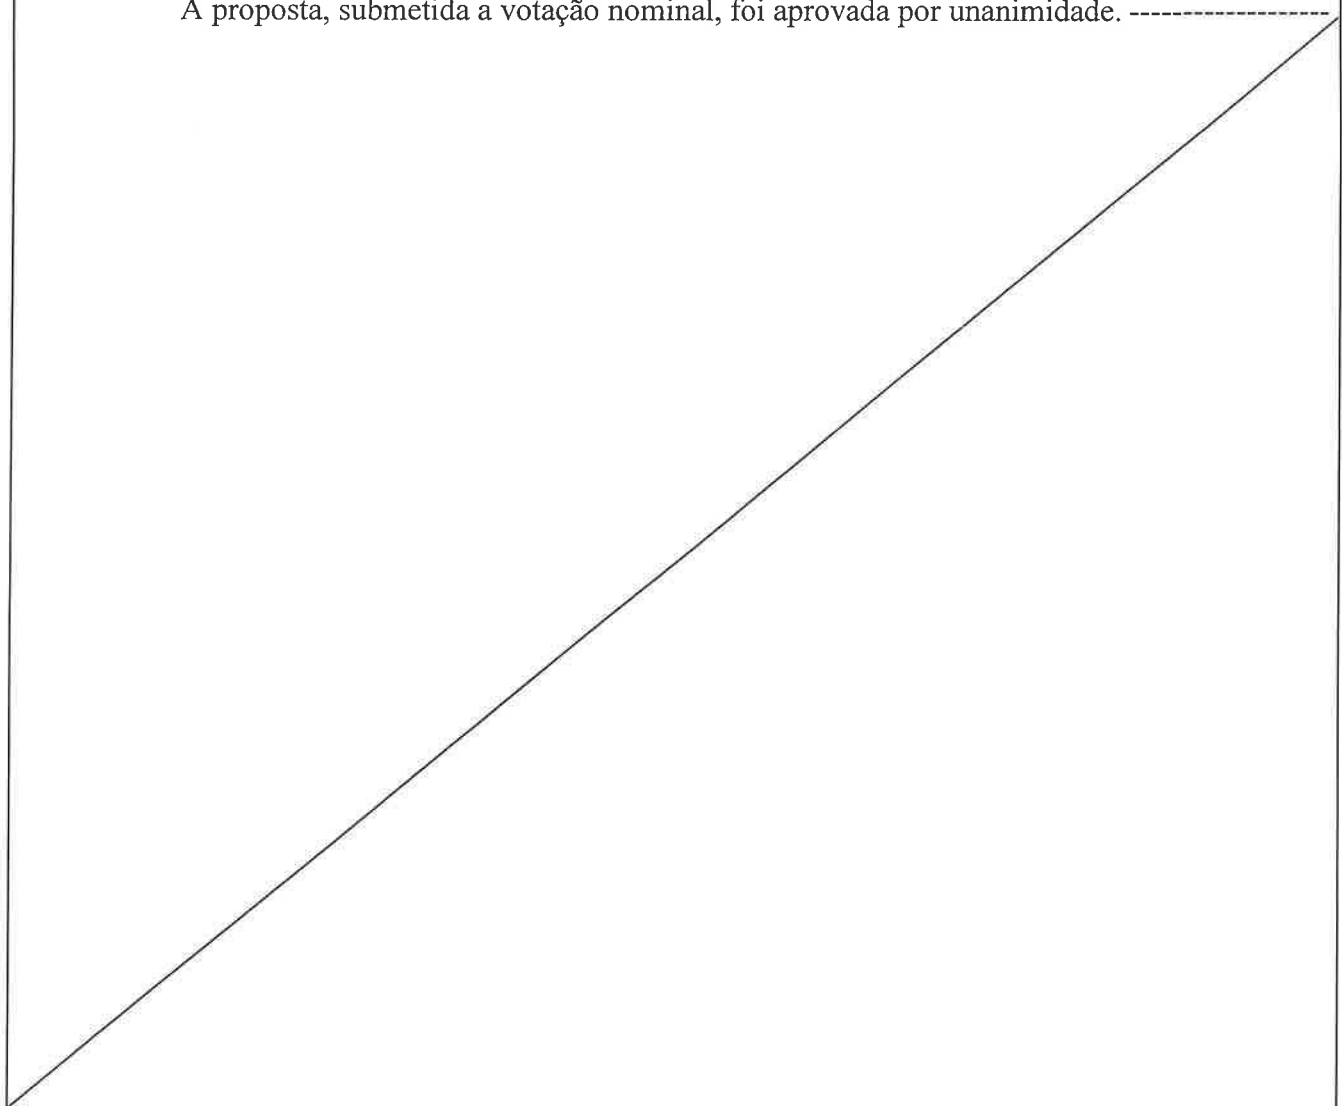 A proposta, submetida a votação nominal, foi aprovada por unanimidade. --------------------